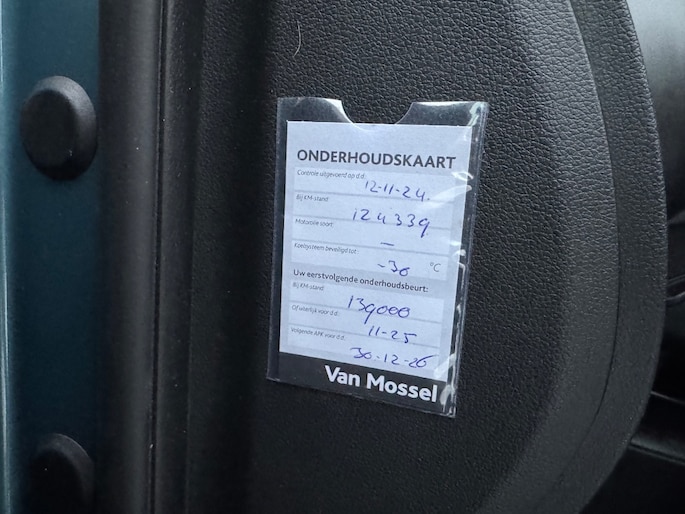 ONDERHOUDSKAART
Controle uitgevoerd op d.d.: 12-11-24.
Bij KM-stand: 124339
Motorolie soort: —
Koelsysteem beveiligd tot: -30 °C
Uw eerstvolgende onderhoudsbeurt:
Bij KM-stand: 139000
Of uiterlijk voor d.d.: 11-25
Volgende APK voor d.d.: 30-12-26
Van Mossel